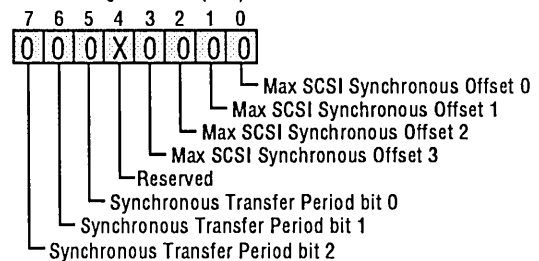 7 6 5 4 3 2 1 0
0 0 0 X 0 0 0 0
Max SCSI Synchronous Offset 0
Max SCSI Synchronous Offset 1
Max SCSI Synchronous Offset 2
Max SCSI Synchronous Offset 3
Reserved
Synchronous Transfer Period bit 0
Synchronous Transfer Period bit 1
Synchronous Transfer Period bit 2